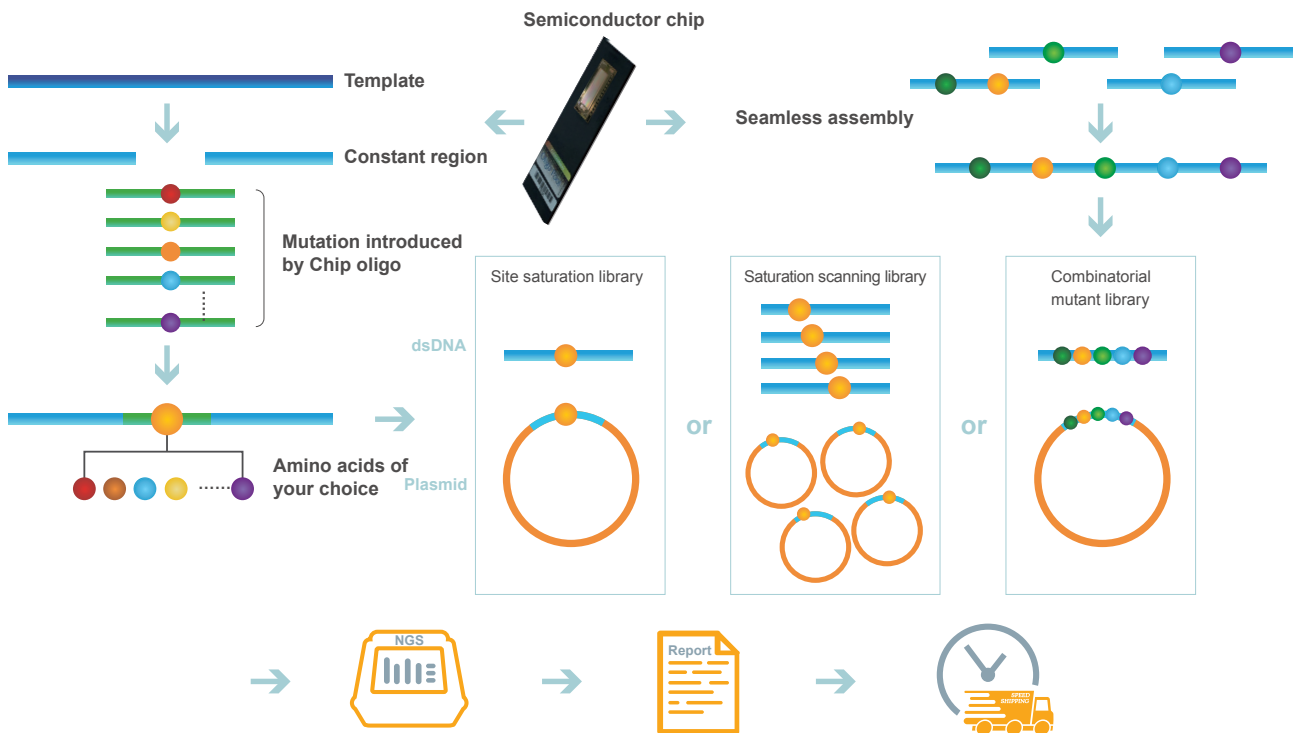 Semiconductor chip
Template
Seamless assembly
Constant region
Mutation introduced
by Chip oligo
Site saturation library
Saturation scanning library
Combinatorial
mutant library
dsDNA
or
or
Amino acids of
your choice
Plasmid
NGS
Report
SPEED
SHIPPING